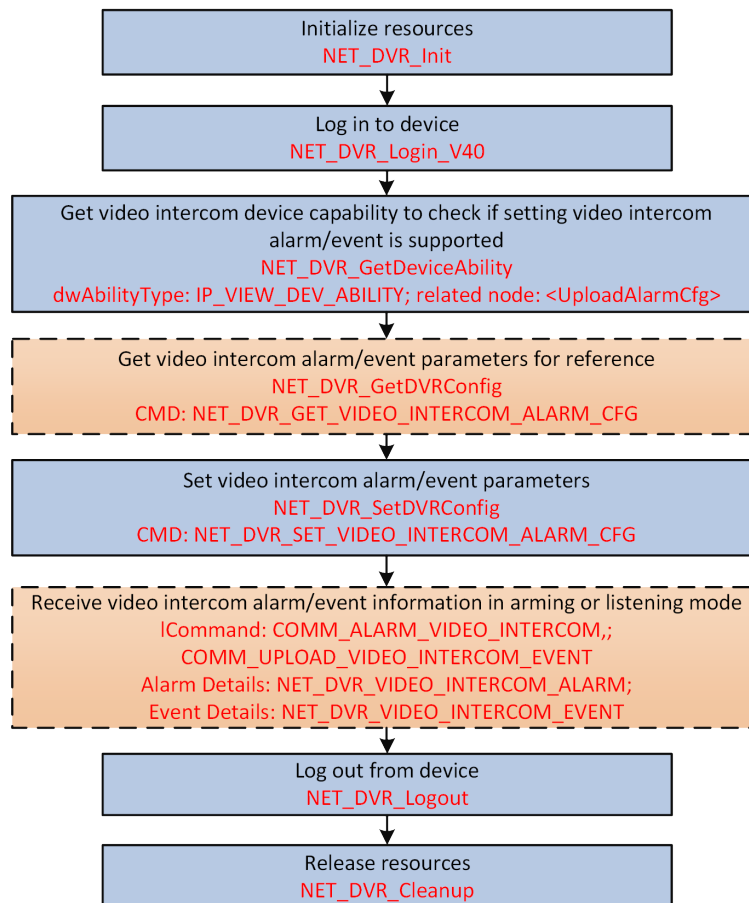 Initialize resources
NET_DVR_Init
Log in to device
NET_DVR_Login_V40
Get video intercom device capability to check if setting video intercom
alarm/event is supported
NET_DVR_GetDeviceAbility
dwAbilityType: IP_VIEW_DEV_ABILITY; related node: <UploadAlarmCfg>
Get video intercom alarm/event parameters for reference
NET_DVR_GetDVRConfig
CMD: NET_DVR_GET_VIDEO_INTERCOM_ALARM_CFG
Set video intercom alarm/event parameters
NET_DVR_SetDVRConfig
CMD: NET_DVR_SET_VIDEO_INTERCOM_ALARM_CFG
Receive video intercom alarm/event information in arming or listening mode
lCommand: COMM_ALARM_VIDEO_INTERCOM,;
COMM_UPLOAD_VIDEO_INTERCOM_EVENT
Alarm Details: NET_DVR_VIDEO_INTERCOM_ALARM;
Event Details: NET_DVR_VIDEO_INTERCOM_EVENT
Log out from device
NET_DVR_Logout
Release resources
NET_DVR_Cleanup